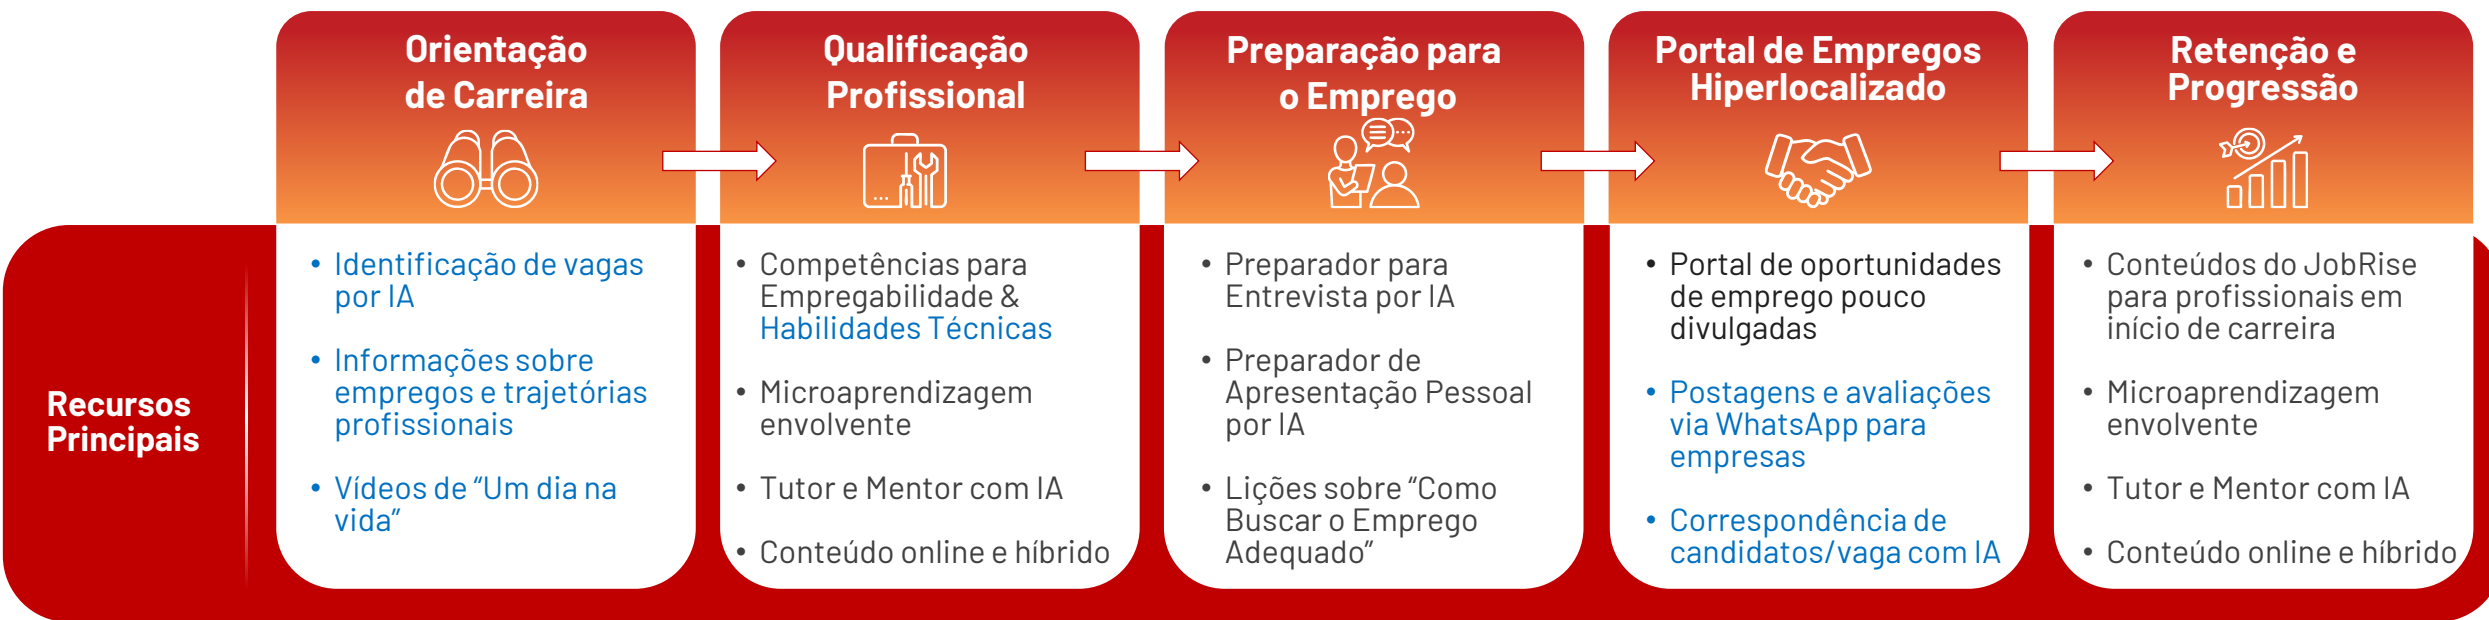 Orientação
de Carreira
Qualificação
Profissional
Preparação para
o Emprego
Portal de Empregos
Hiperlocalizado
Retenção e
Progressão
Recursos
Principais
• Identificação de vagas
por IA
• Informações sobre
empregos e trajetórias
profissionais
• Vídeos de “Um dia na
vida”
• Competências para
Empregabilidade &
Habilidades Técnicas
• Microaprendizagem
envolvente
• Tutor e Mentor com IA
• Conteúdo online e híbrido
• Preparador para
Entrevista por IA
• Preparador de
Apresentação Pessoal
por IA
• Lições sobre “Como
Buscar o Emprego
Adequado”
• Portal de oportunidades
de emprego pouco
divulgadas
• Postagens e avaliações
via WhatsApp para
empresas
• Correspondência de
candidatos/vaga com IA
• Conteúdos do JobRise
para profissionais em
início de carreira
• Microaprendizagem
envolvente
• Tutor e Mentor com IA
• Conteúdo online e híbrido